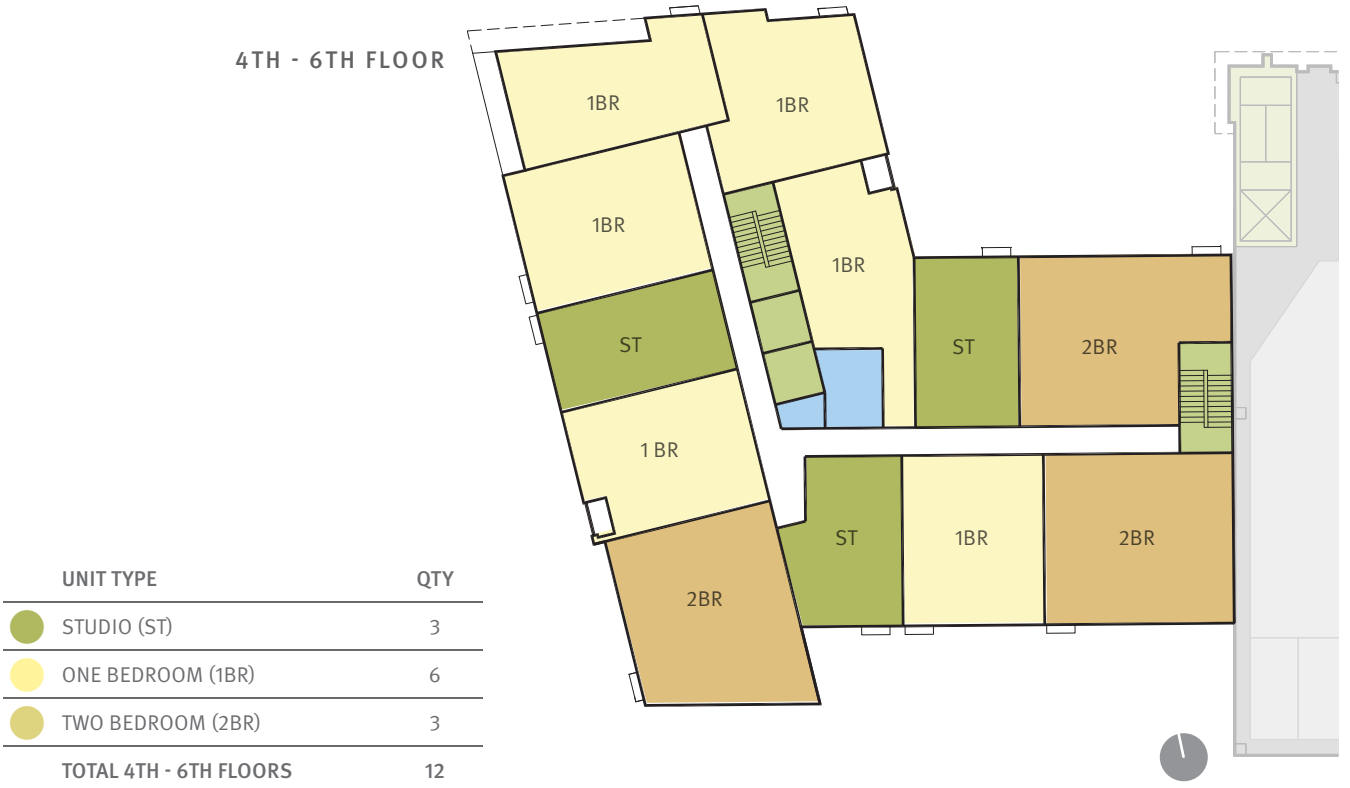 4TH - 6TH FLOOR
1BR
1BR
1BR
1BR
ST
ST
2BR
1 BR
ST
1BR
2BR
2BR
UNIT TYPE QTY
STUDIO (ST) 3
ONE BEDROOM (1BR) 6
TWO BEDROOM (2BR) 3
TOTAL 4TH - 6TH FLOORS 12